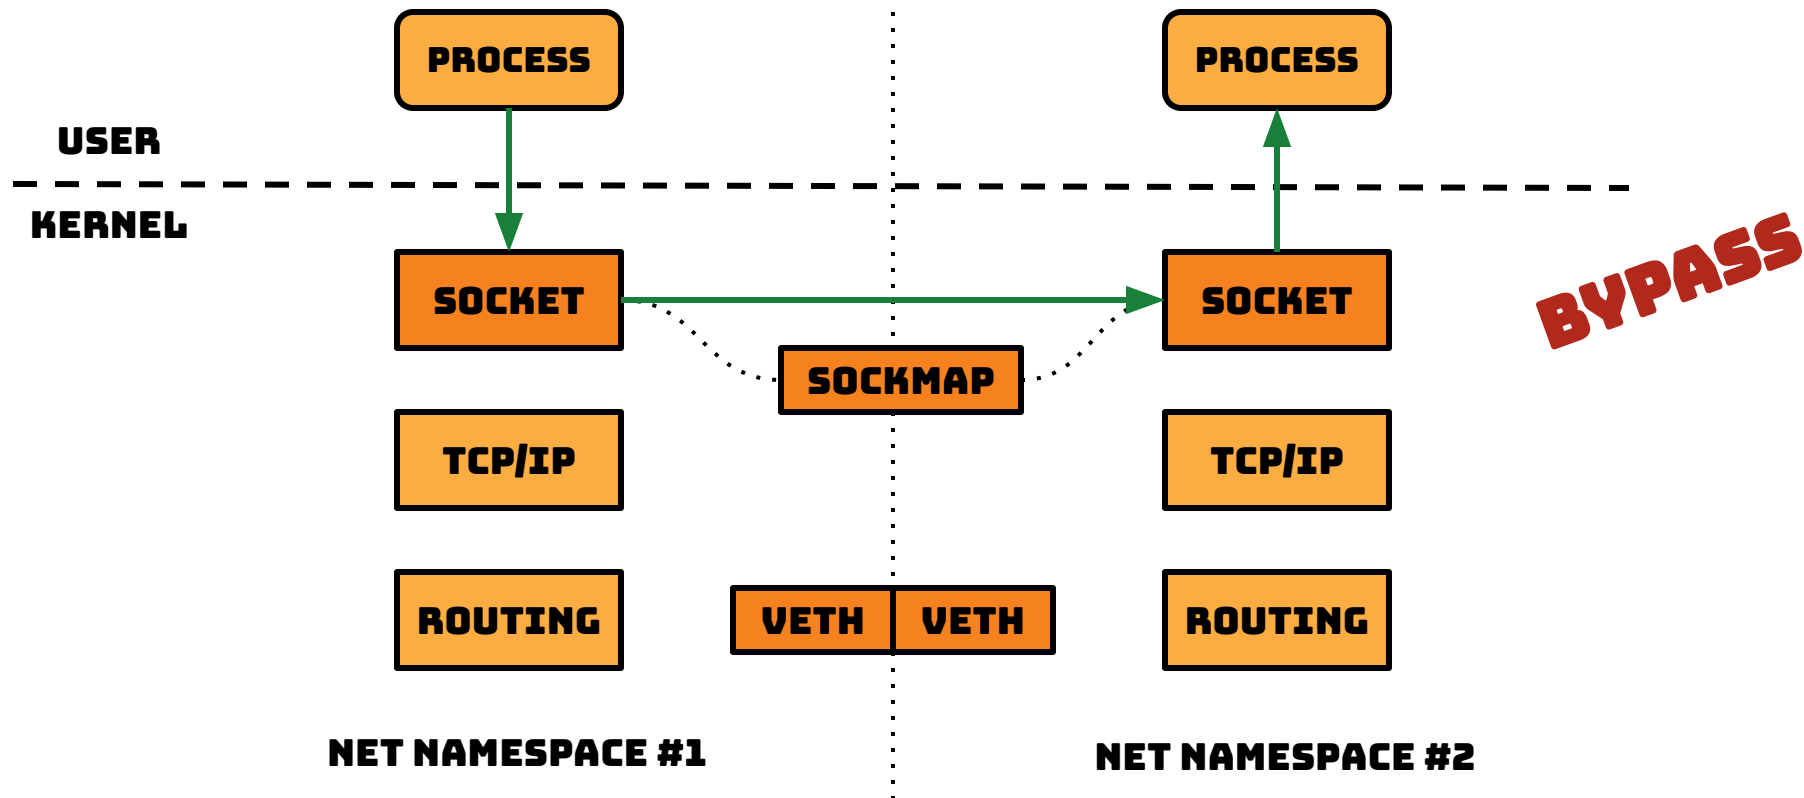 PROCESS
PROCESS
USER
KERNEL
SOCKET
SOCKET
BYPASS
SOCKMAP
TCP/IP
TCP/IP
ROUTING
VETH
VETH
ROUTING
NET NAMESPACE #1
NET NAMESPACE #2